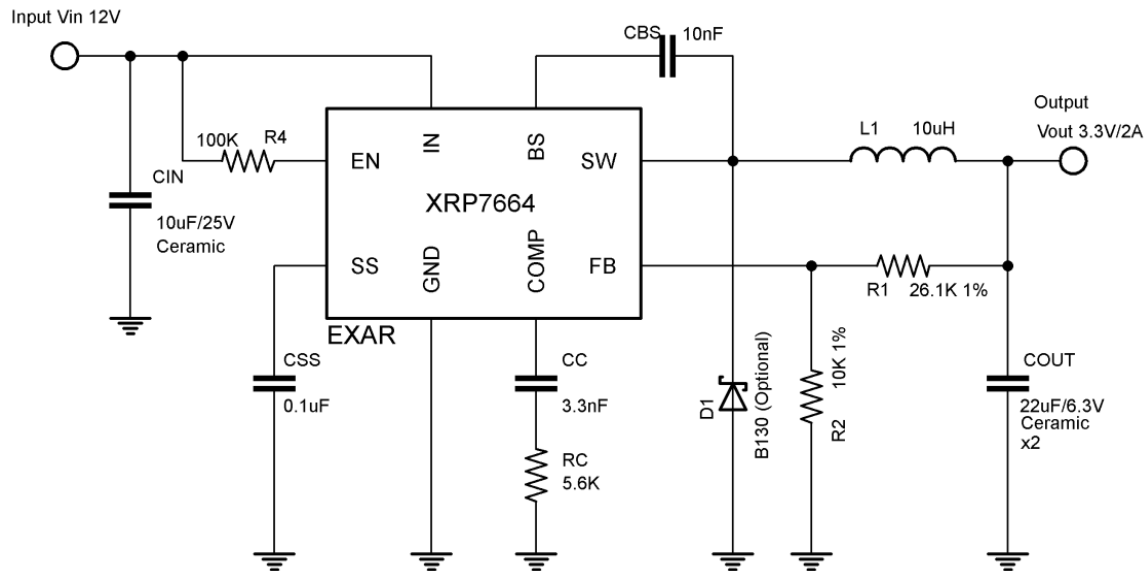 Input Vin 12V
CBS
10nF
Output
Vout 3.3V/2A
L1
10uH
100K
R4
EN
IN
BS
SW
XRP7664
CIN
10uF/25V
Ceramic
SS
GND
COMP
FB
R1
26.1K 1%
EXAR
CSS
0.1uF
CC
3.3nF
RC
5.6K
D1
B130 (Optional)
10K 1%
R2
COUT
22uF/6.3V
Ceramic
x2